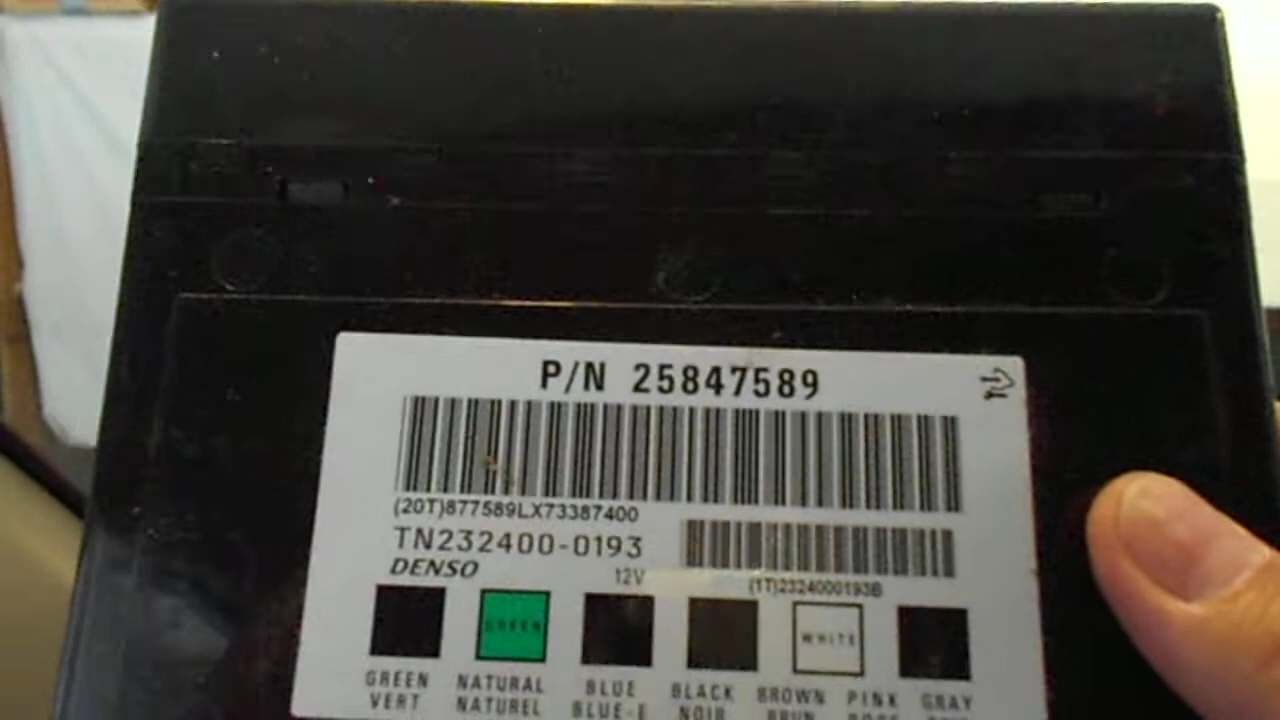 P/N 25847589
(20T)877589LX73387400
TN232400-0193
DENSO 12V (1T)2324000193B
GREEN WHITE
GREEN NATURAL BLUE BLACK BROWN PINK GRAY
VERT NATUREL BLUE-E NOIR BRUN